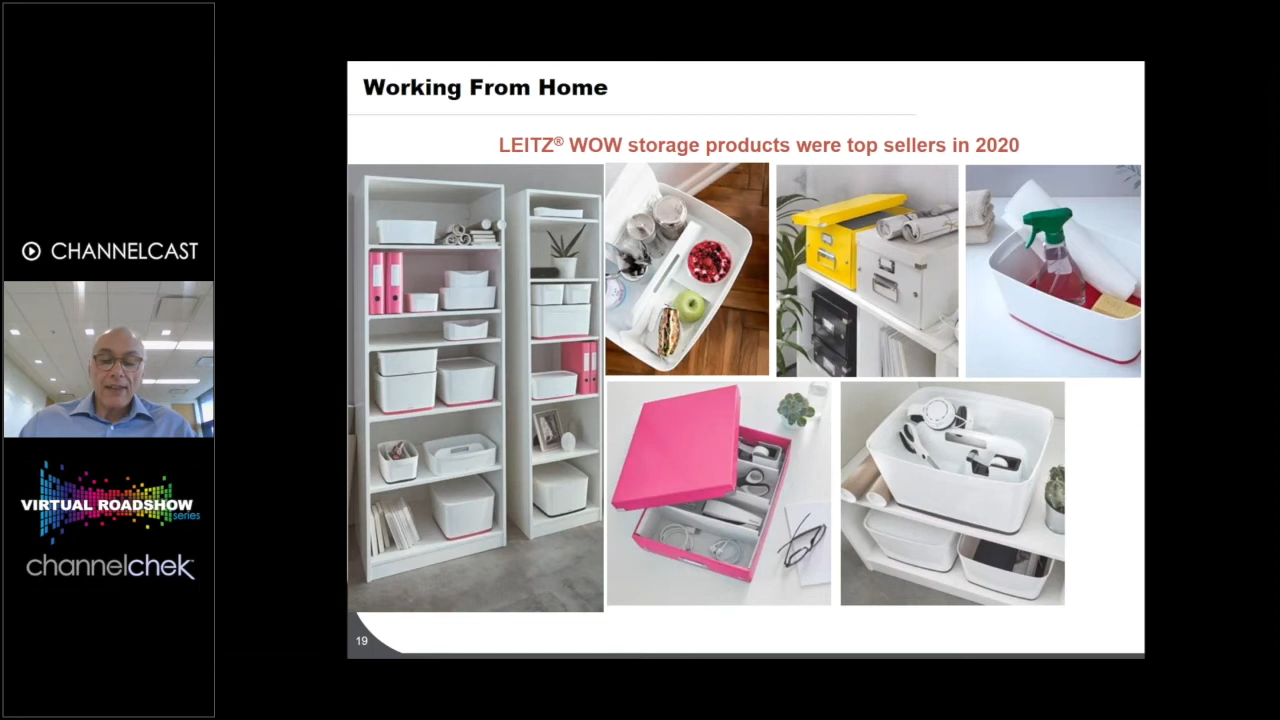 CHANNELCAST
VIRTUAL ROADSHOW
series
channelchek
Working From Home
LEITZ® WOW storage products were top sellers in 2020
19